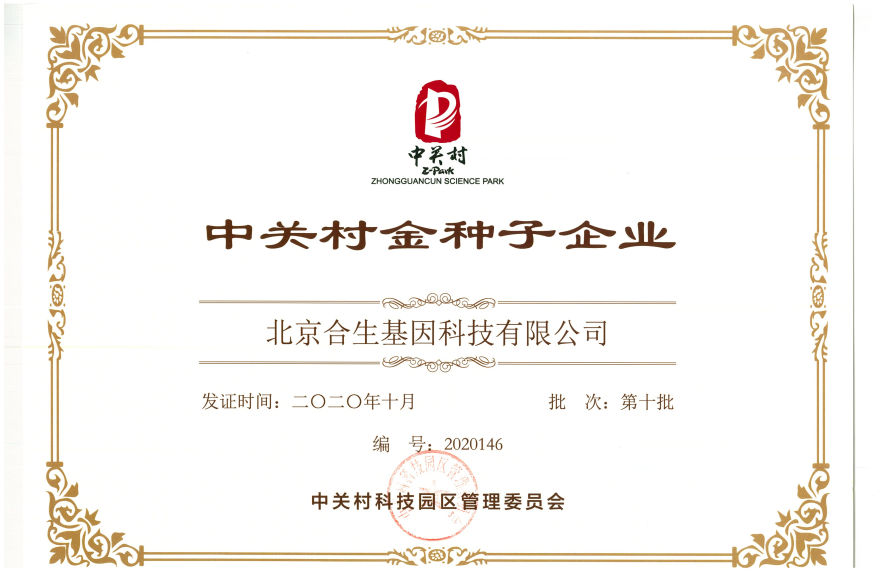 中关村
Z-Park
ZHONGGUANCUN SCIENCE PARK
中关村金种子企业
北京合生基因科技有限公司
发证时间：二〇二〇年十月 批 次：第十批
编 号：2020146
中关村科技园区管理委员会